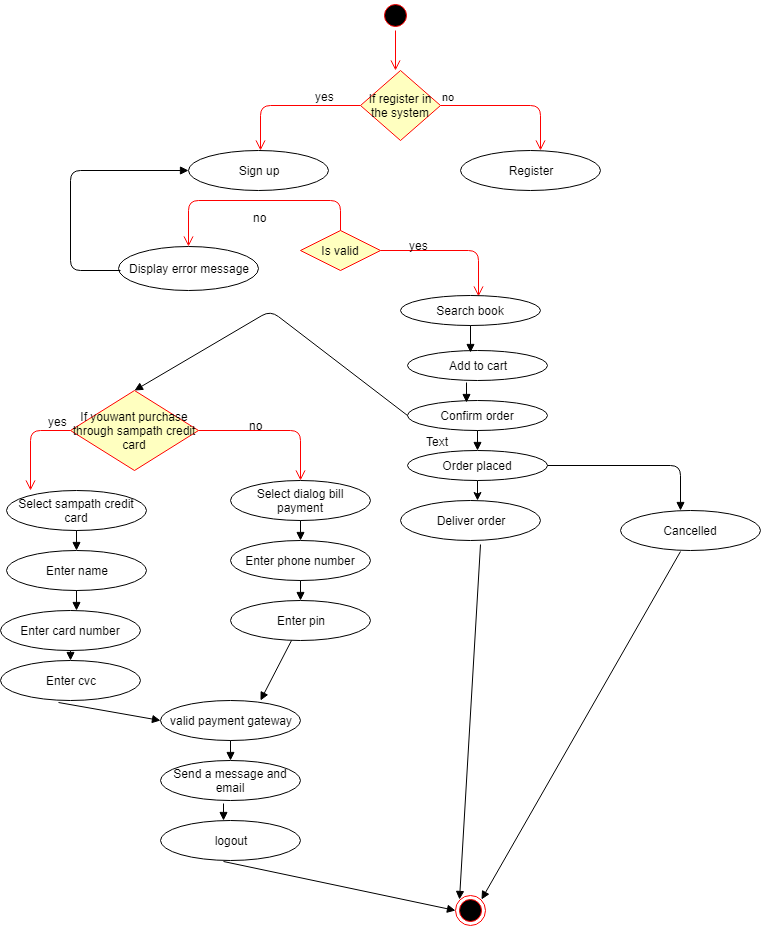 yes
If register in
the system
no
Sign up
Register
no
Is valid
yes
Display error message
Search book
Add to cart
Confirm order
Text
Order placed
Deliver order
Cancelled
yes
If youwant purchase
through sampath credit
card
no
Select sampath credit
card
Select dialog bill
payment
Enter name
Enter phone number
Enter card number
Enter pin
Enter cvc
valid payment gateway
Send a message and
email
logout